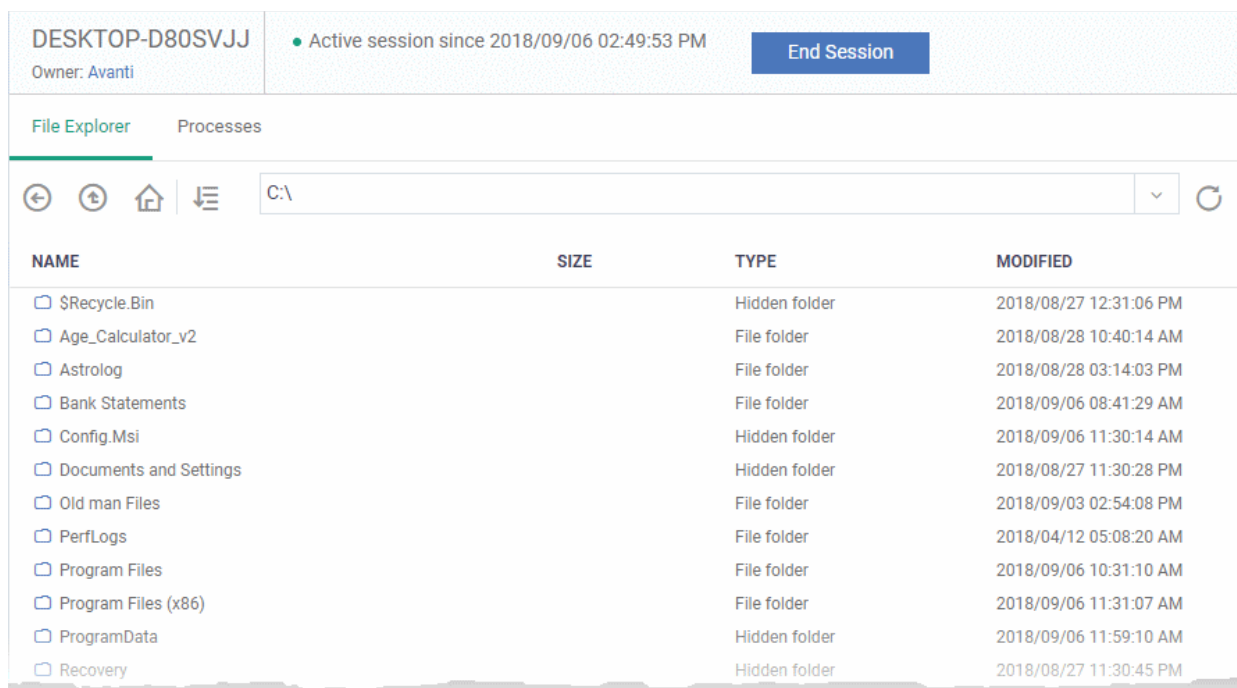 DESKTOP-D80SVJJ
Active session since 2018/09/06 02:49:53 PM
End Session
Owner: Avanti
File Explorer Processes
C:\
NAME SIZE TYPE MODIFIED
$Recycle.Bin Hidden folder 2018/08/27 12:31:06 PM
Age_Calculator_v2 File folder 2018/08/28 10:40:14 AM
Astrolog File folder 2018/08/28 03:14:03 PM
Bank Statements File folder 2018/09/06 08:41:29 AM
Config.Msi Hidden folder 2018/09/06 11:30:14 AM
Documents and Settings Hidden folder 2018/08/27 11:30:28 PM
Old man Files File folder 2018/09/03 02:54:08 PM
PerfLogs File folder 2018/04/12 05:08:20 AM
Program Files File folder 2018/09/06 10:31:10 AM
Program Files (x86) File folder 2018/09/06 11:31:07 AM
ProgramData Hidden folder 2018/09/06 11:59:10 AM
Recovery Hidden folder 2018/08/27 11:30:45 PM